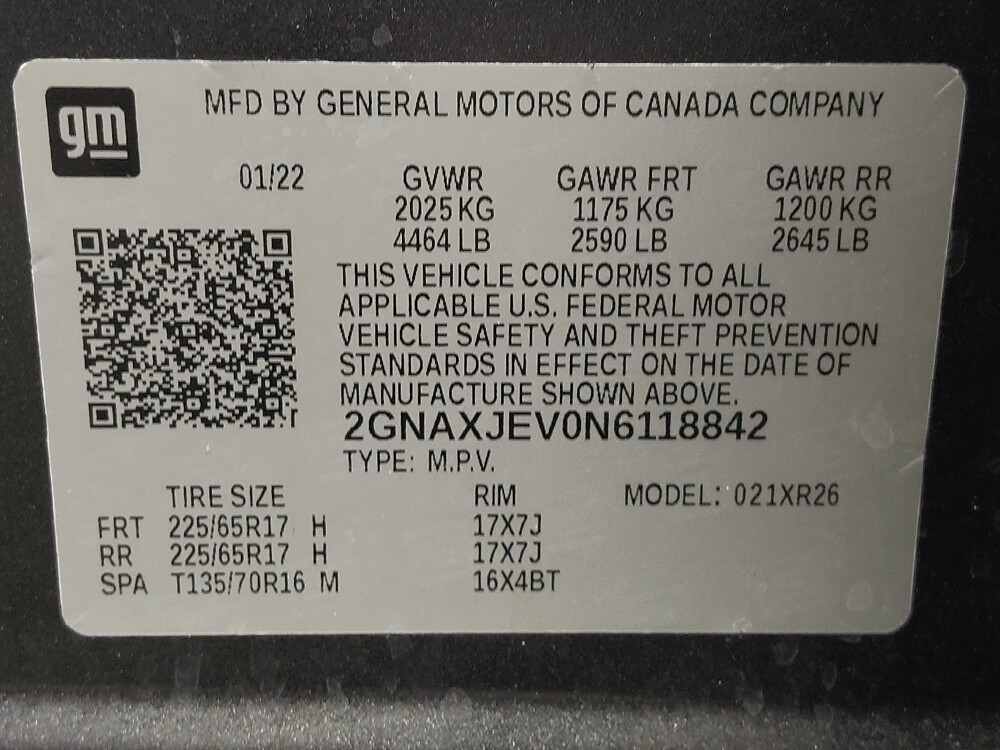 gm
MFD BY GENERAL MOTORS OF CANADA COMPANY
01/22 GVWR GAWR FRT GAWR RR
2025 KG 1175 KG 1200 KG
4464 LB 2590 LB 2645 LB
THIS VEHICLE CONFORMS TO ALL
APPLICABLE U.S. FEDERAL MOTOR
VEHICLE SAFETY AND THEFT PREVENTION
STANDARDS IN EFFECT ON THE DATE OF
MANUFACTURE SHOWN ABOVE.
2GNAXJEV0N6118842
TYPE: M.P.V.
TIRE SIZE RIM MODEL: 021XR26
FRT 225/65R17 H 17X7J
RR 225/65R17 H 17X7J
SPA T135/70R16 M 16X4BT